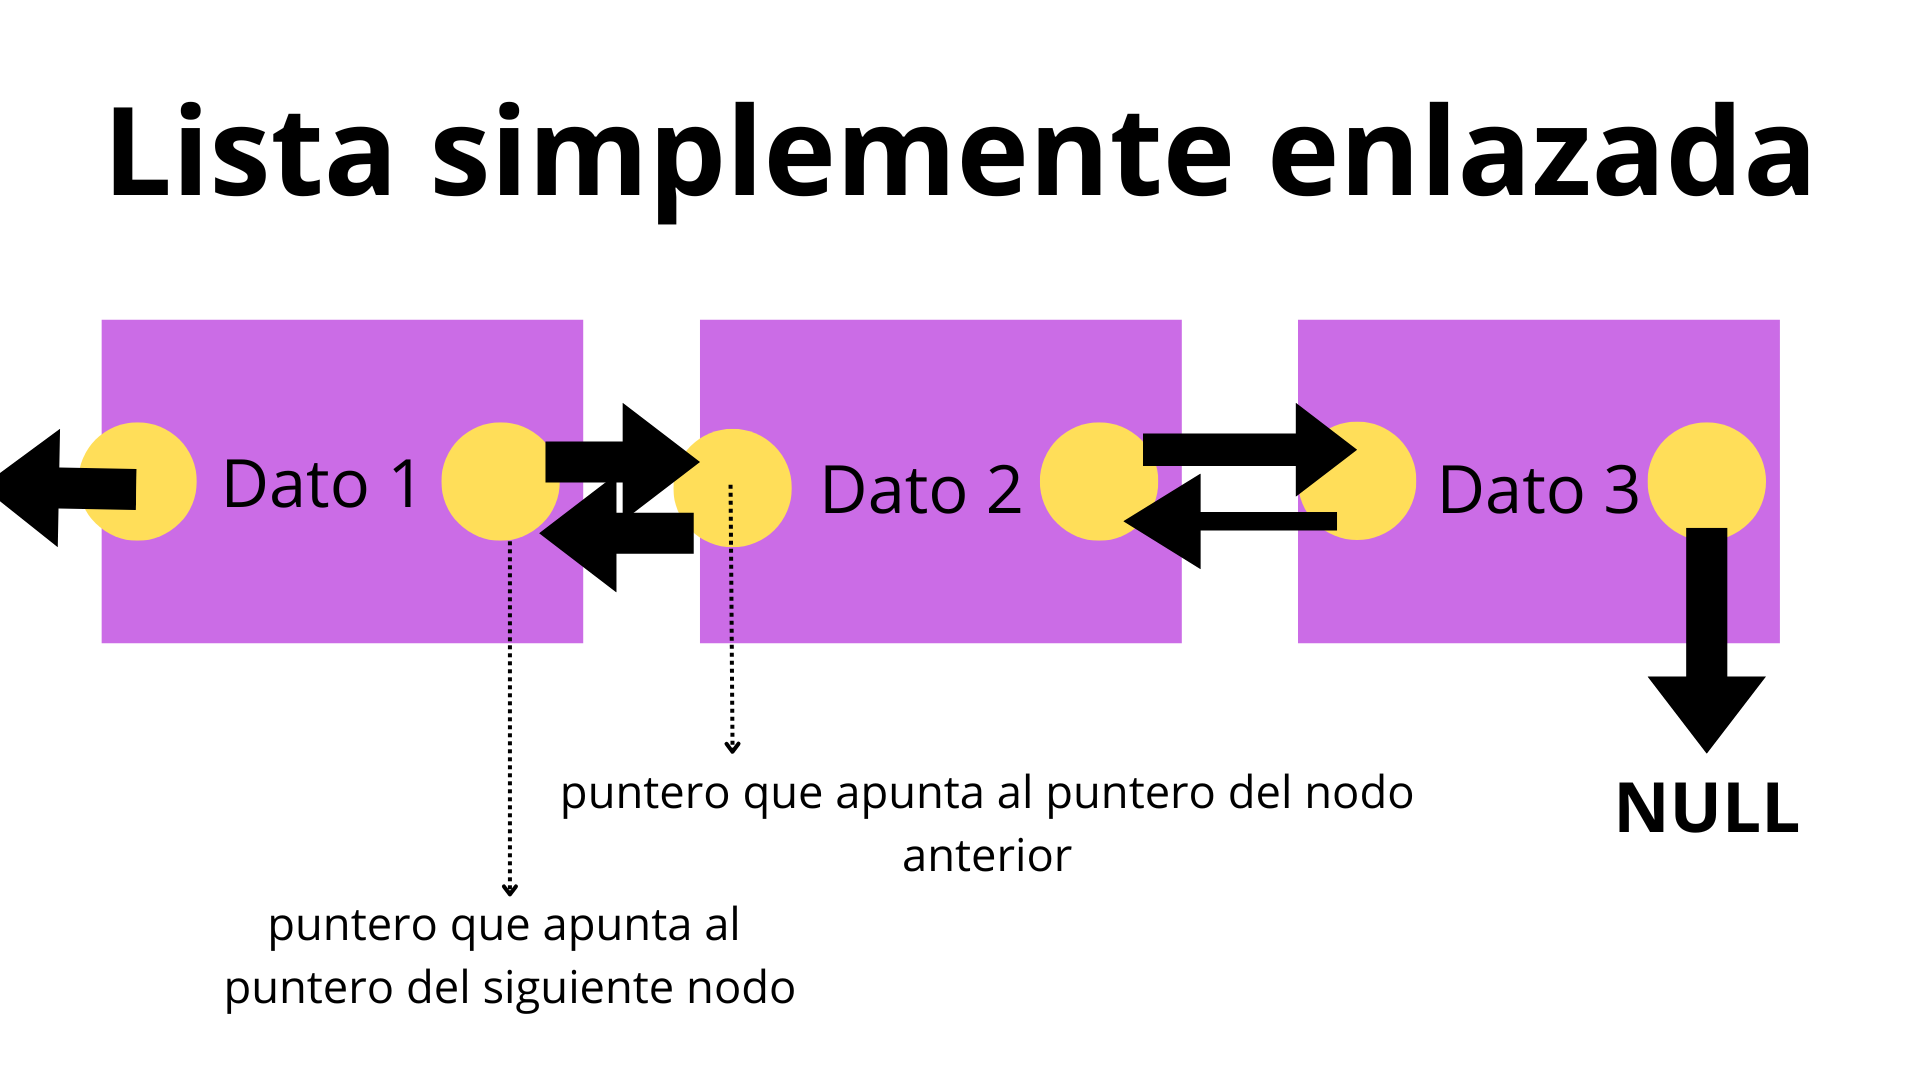 Lista simplemente enlazada
Dato 1
Dato 2
Dato 3
puntero que apunta al puntero del nodo
anterior
NULL
puntero que apunta al
puntero del siguiente nodo